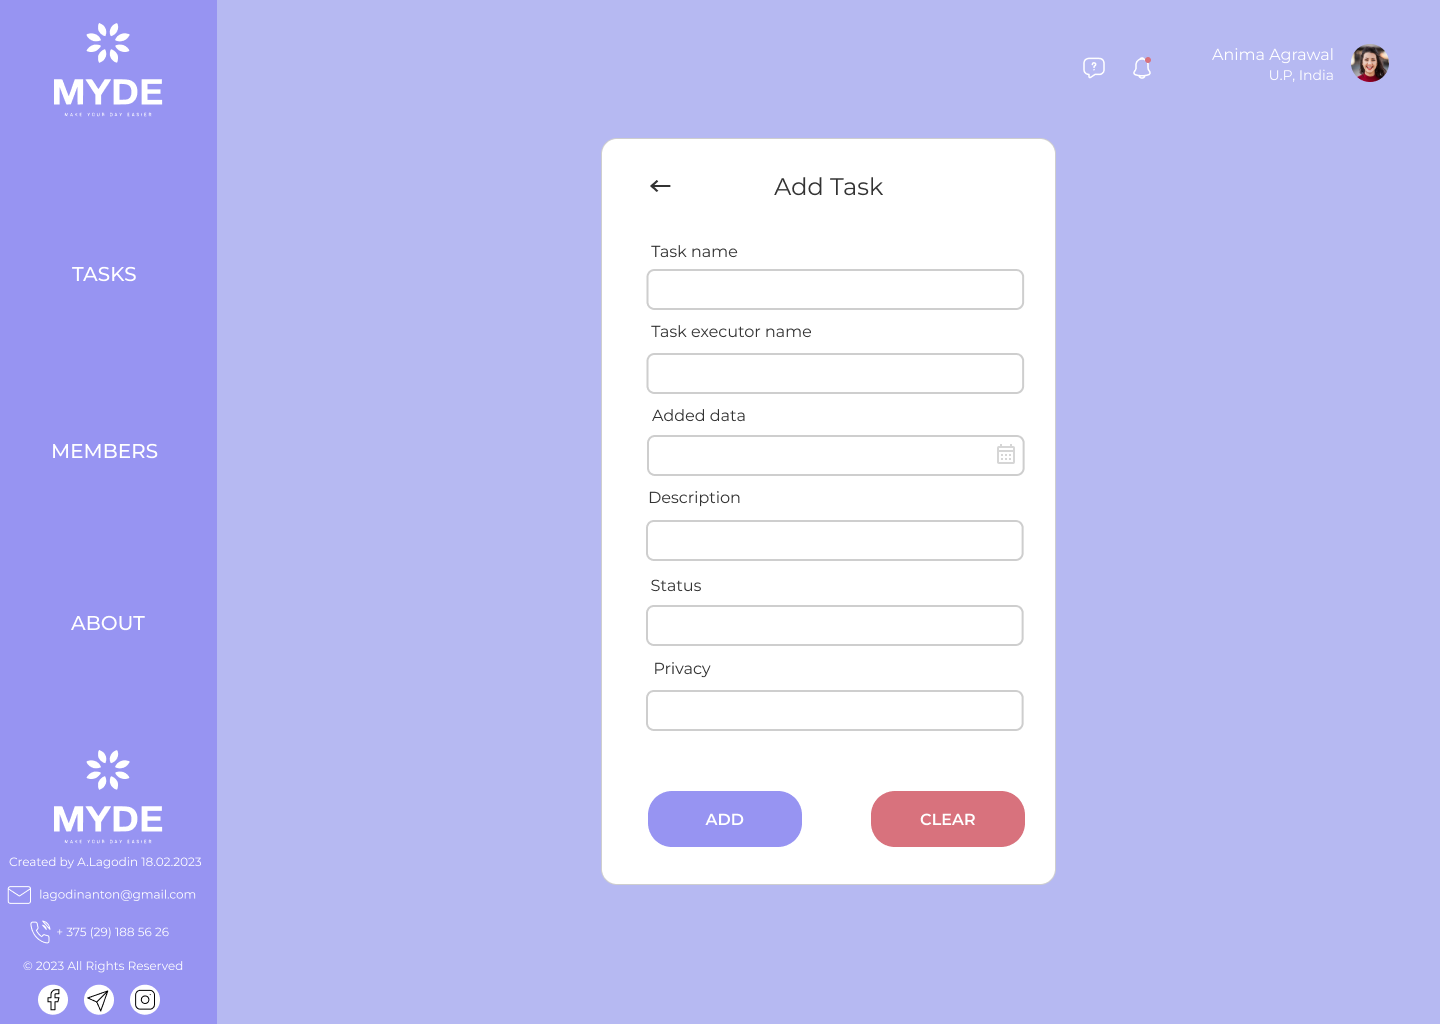 MYDE
MAKE YOUR DAY EASIER
TASKS
MEMBERS
ABOUT
MYDE
MAKE YOUR DAY EASIER
Created by A.Lagodin 18.02.2023
lagodinanton@gmail.com
+ 375 (29) 188 56 26
© 2023 All Rights Reserved
?
Anima Agrawal
U.P, India
Add Task
Task name
Task executor name
Added data
Description
Status
Privacy
ADD
CLEAR